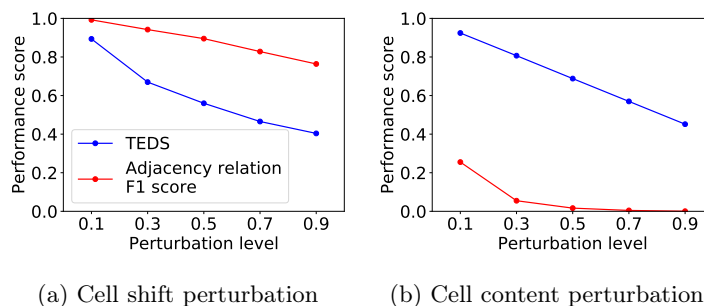 1.0
0.8
0.6
0.4
0.2
0.0
Performance score
TEDS
Adjacency relation
F1 score
0.1 0.3 0.5 0.7 0.9
Perturbation level
(a) Cell shift perturbation
1.0
0.8
0.6
0.4
0.2
0.0
Performance score
0.1 0.3 0.5 0.7 0.9
Perturbation level
(b) Cell content perturbation